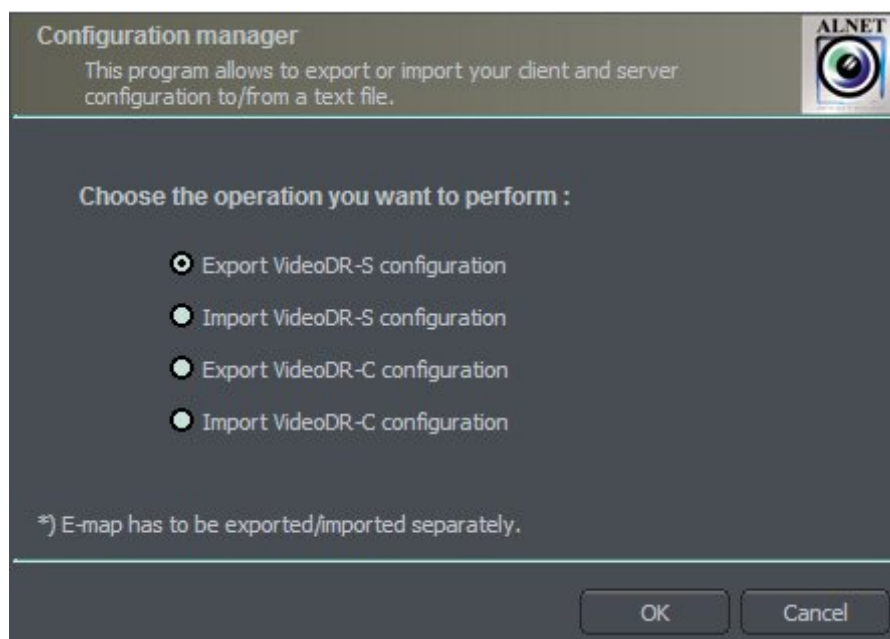 Configuration manager
This program allows to export or import your client and server
configuration to/from a text file.
ALNET
Choose the operation you want to perform :
Export VideoDR-S configuration
Import VideoDR-S configuration
Export VideoDR-C configuration
Import VideoDR-C configuration
*) E-map has to be exported/imported separately.
OK
Cancel